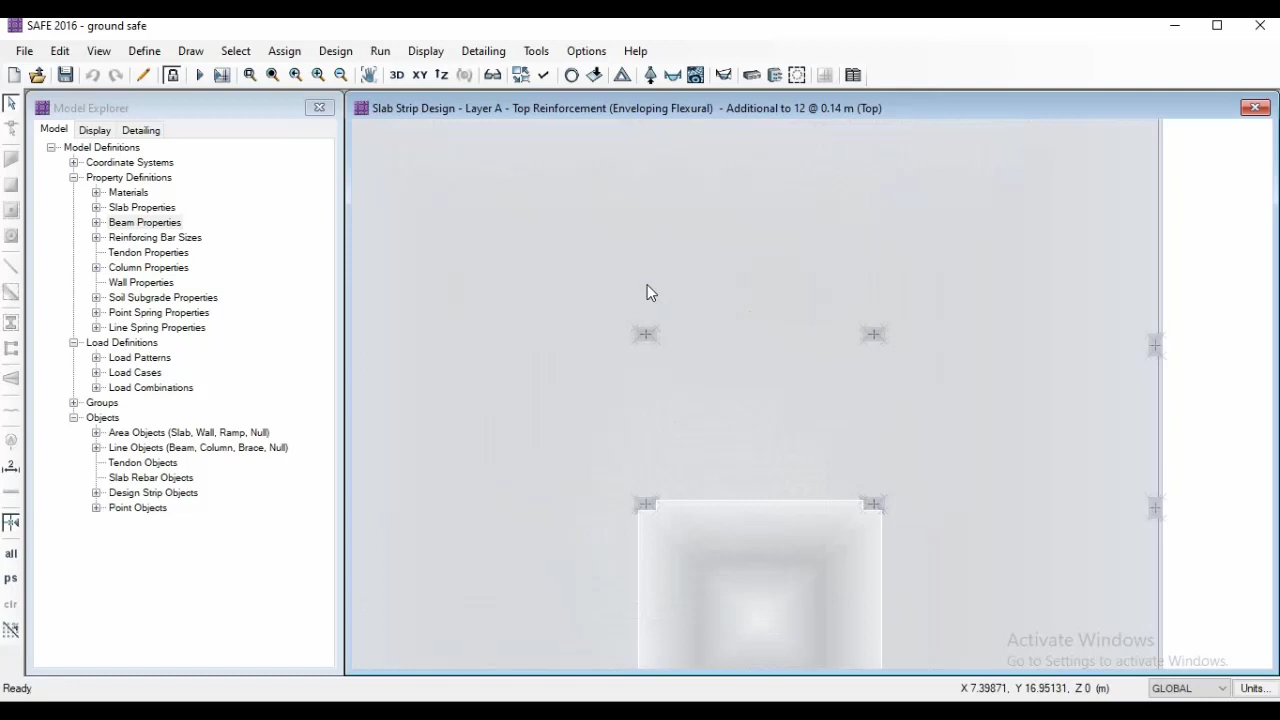 SAFE 2016 - ground safe
File Edit View Define Draw Select Assign Design Run Display Detailing Tools Options Help
3D XY
Model Explorer
Model Display Detailing
Model Definitions
Coordinate Systems
Property Definitions
Materials
Slab Properties
Beam Properties
Reinforcing Bar Sizes
Tendon Properties
Column Properties
Wall Properties
Soil Subgrade Properties
Point Spring Properties
Line Spring Properties
Load Definitions
Load Patterns
Load Cases
Load Combinations
Groups
Objects
Area Objects (Slab, Wall, Ramp, Null)
Line Objects (Beam, Column, Brace, Null)
Tendon Objects
Slab Rebar Objects
Design Strip Objects
Point Objects
2
all
ps
clr
Slab Strip Design - Layer A - Top Reinforcement (Enveloping Flexural) - Additional to 12 @ 0.14 m (Top)
Activate Windows
Go to Settings to activate Windows.
Ready
X 7.39871, Y 16.95131, Z 0 (m)
GLOBAL
Units...